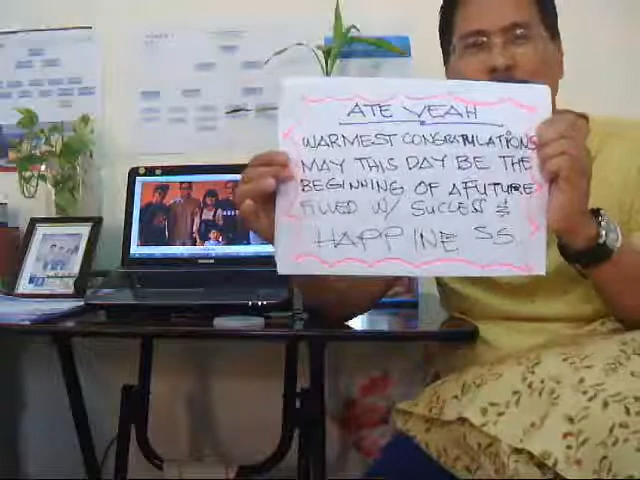 ATE YEAH
WARMEST CONGRATULATIONS
MAY THIS DAY BE THE
BEGINNING OF A FUTURE
FILLED W/ SUCCESS &
HAPPINESS